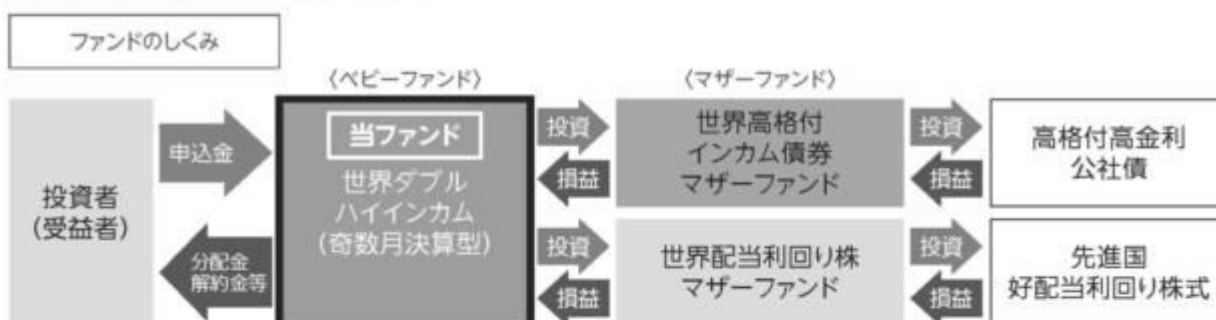 ファンドのしくみ
〈ベビーファンド〉
〈マザーファンド〉
投資者
(受益者)
申込金
分配金
解約金等
当ファンド
世界ダブル
ハイインカム
(奇数月決算型)
投資
損益
投資
損益
世界高格付
インカム債券
マザーファンド
世界配当利回り株
マザーファンド
投資
損益
投資
損益
高格付高金利
公社債
先進国
好配当利回り株式